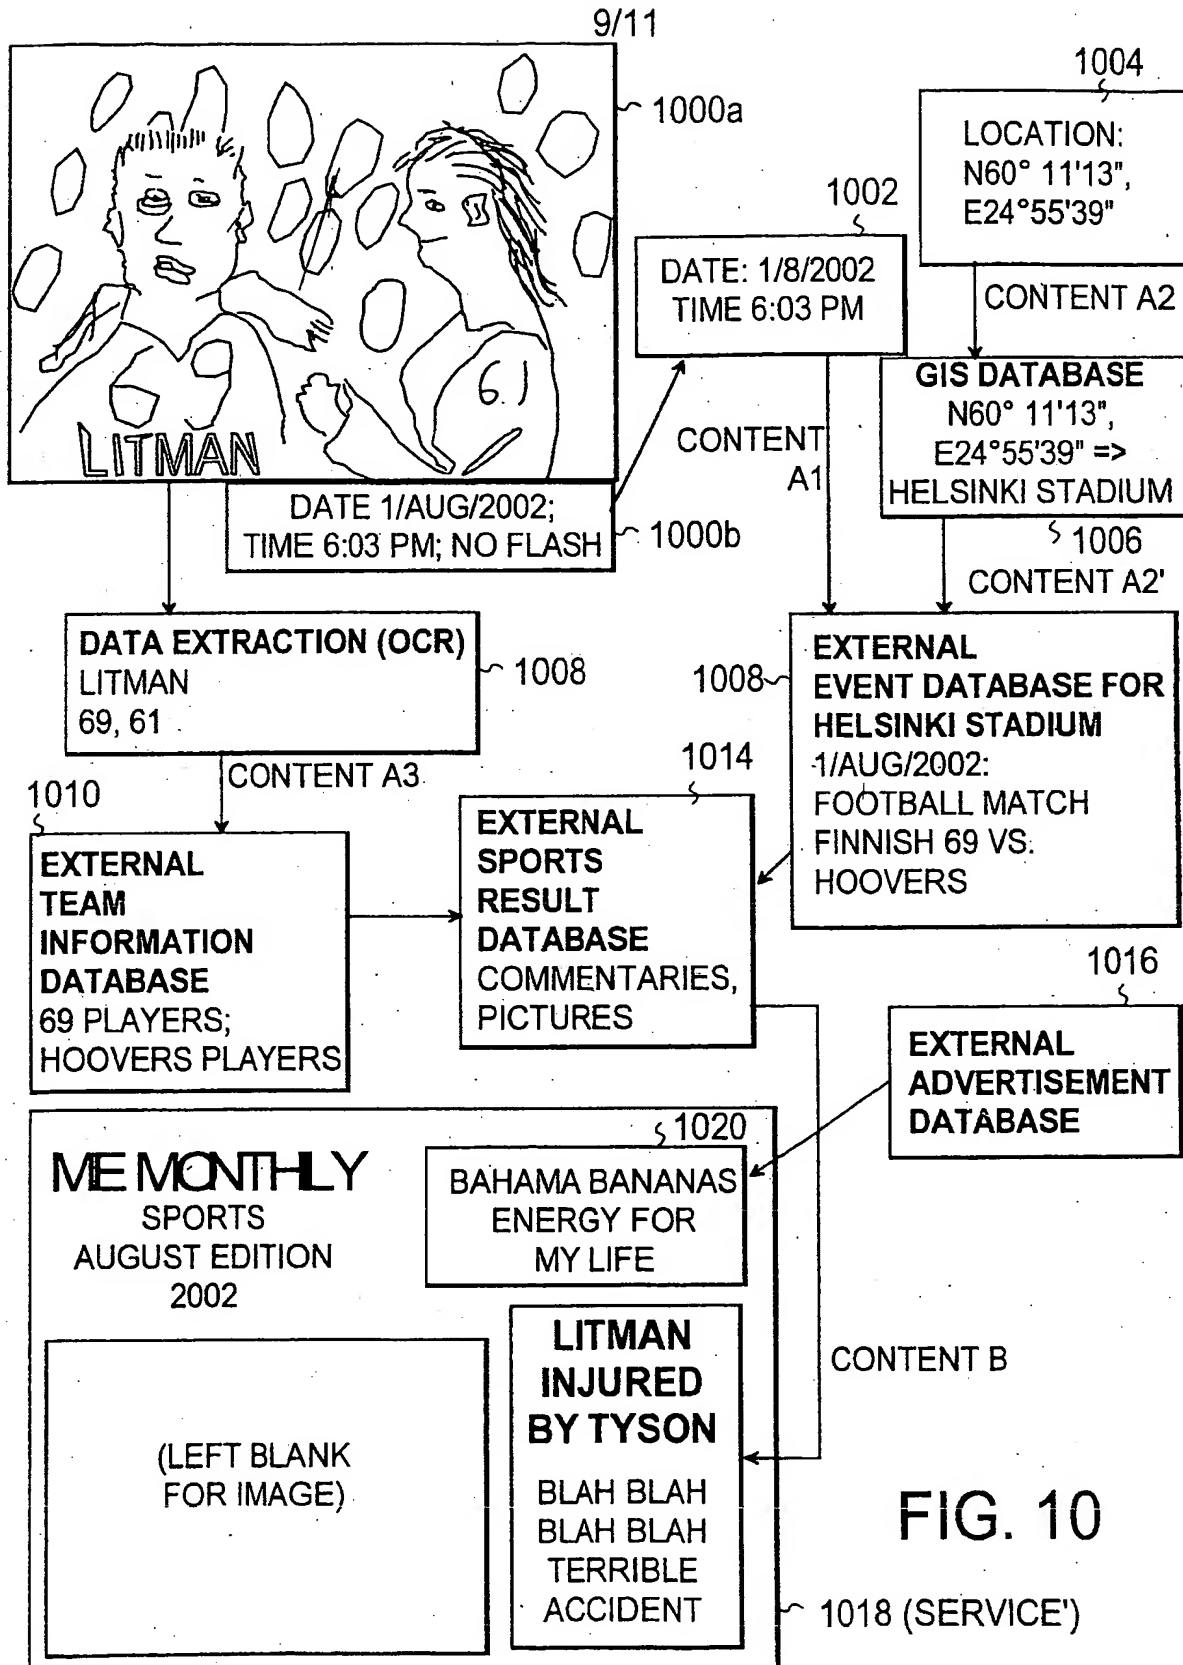 9/11
1000a
LITMAN
61
DATE 1/AUG/2002;
TIME 6:03 PM; NO FLASH
1000b
1002
DATE: 1/8/2002
TIME 6:03 PM
1004
LOCATION:
N60° 11'13",
E24°55'39"
CONTENT A2
GIS DATABASE
N60° 11'13",
E24°55'39" =>
HELSINKI STADIUM
1006
CONTENT
A1
CONTENT A2'
DATA EXTRACTION (OCR)
LITMAN
69, 61
1008
CONTENT A3
1008
EXTERNAL
EVENT DATABASE FOR
HELSINKI STADIUM
1/AUG/2002:
FOOTBALL MATCH
FINNISH 69 VS.
HOOVERS
1010
EXTERNAL
TEAM
INFORMATION
DATABASE
69 PLAYERS;
HOOVERS PLAYERS
1014
EXTERNAL
SPORTS
RESULT
DATABASE
COMMENTARIES,
PICTURES
1016
EXTERNAL
ADVERTISEMENT
DATABASE
ME MONTHLY
SPORTS
AUGUST EDITION
2002
1020
BAHAMA BANANAS
ENERGY FOR
MY LIFE
(LEFT BLANK
FOR IMAGE)
LITMAN
INJURED
BY TYSON
BLAH BLAH
BLAH BLAH
TERRIBLE
ACCIDENT
CONTENT B
FIG. 10
1018 (SERVICE')